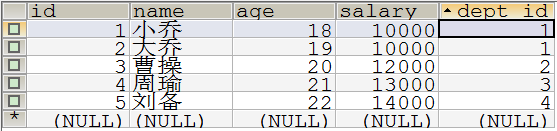 id name age salary dept_id
1 小乔 18 10000 1
2 大乔 19 10000 1
3 曹操 20 12000 2
4 周瑜 21 13000 3
5 刘备 22 14000 4
* (NULL) (NULL) (NULL) (NULL) (NULL)